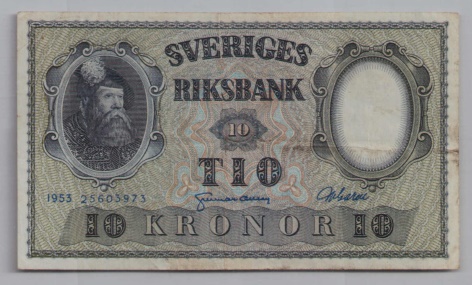 SVERIGES
RIKSBANK
10
TIO
1953 25603973
10 KRONOR 10